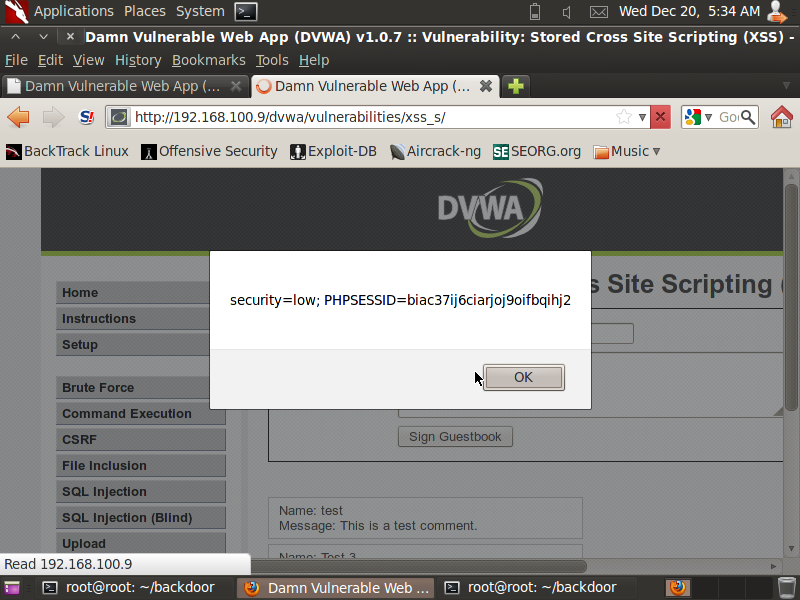 Applications Places System Wed Dec 20, 5:34 AM
Damn Vulnerable Web App (DVWA) v1.0.7 :: Vulnerability: Stored Cross Site Scripting (XSS) -
File Edit View History Bookmarks Tools Help
Damn Vulnerable Web App (... Damn Vulnerable Web App (...
S! http://192.168.100.9/dvwa/vulnerabilities/xss_s/ Go
BackTrack Linux Offensive Security Exploit-DB Aircrack-ng SE SEORG.org Music
DVWA
s Site Scripting (
security=low; PHPSESSID=biac37ij6ciarjoj9oifbqihj2
OK
Home
Instructions
Setup
Brute Force
Command Execution
CSRF
File Inclusion
SQL Injection
SQL Injection (Blind)
Upload
Sign Guestbook
Name: test
Message: This is a test comment.
Name: Test 3
Read 192.168.100.9
root@root: ~/backdoor Damn Vulnerable Web ... root@root: ~/backdoor